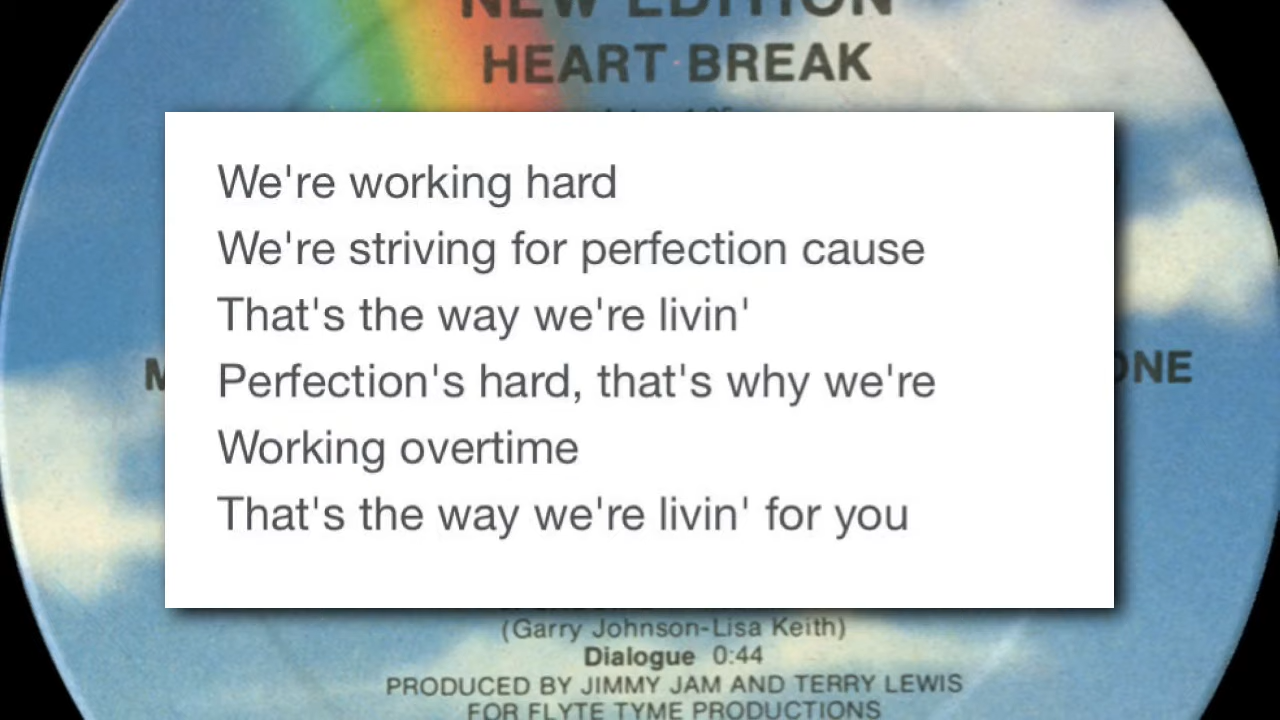 NEW EDITION
HEART BREAK
We're working hard
We're striving for perfection cause
That's the way we're livin'
Perfection's hard, that's why we're
Working overtime
That's the way we're livin' for you
(Garry Johnson-Lisa Keith)
Dialogue 0:44
PRODUCED BY JIMMY JAM AND TERRY LEWIS
FOR FLYTE TYME PRODUCTIONS